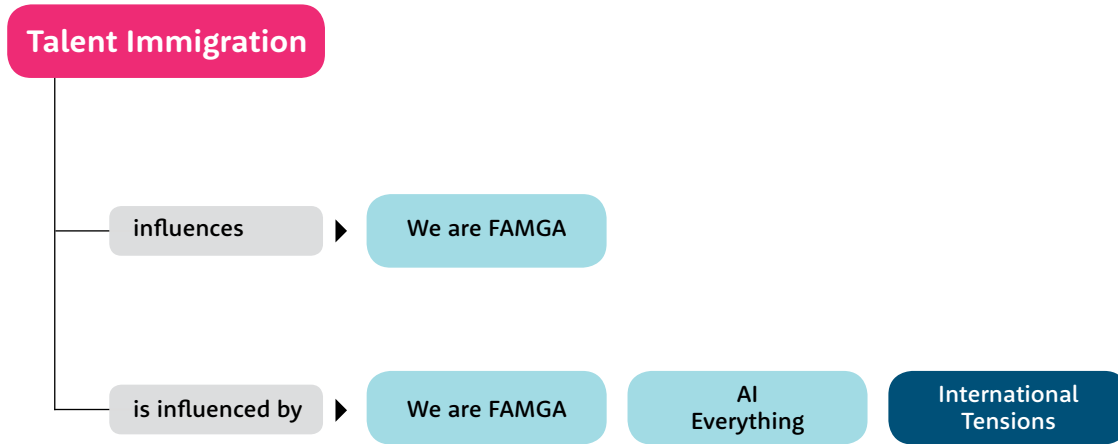 Talent Immigration
influences
We are FAMGA
is influenced by
We are FAMGA
AI
Everything
International
Tensions